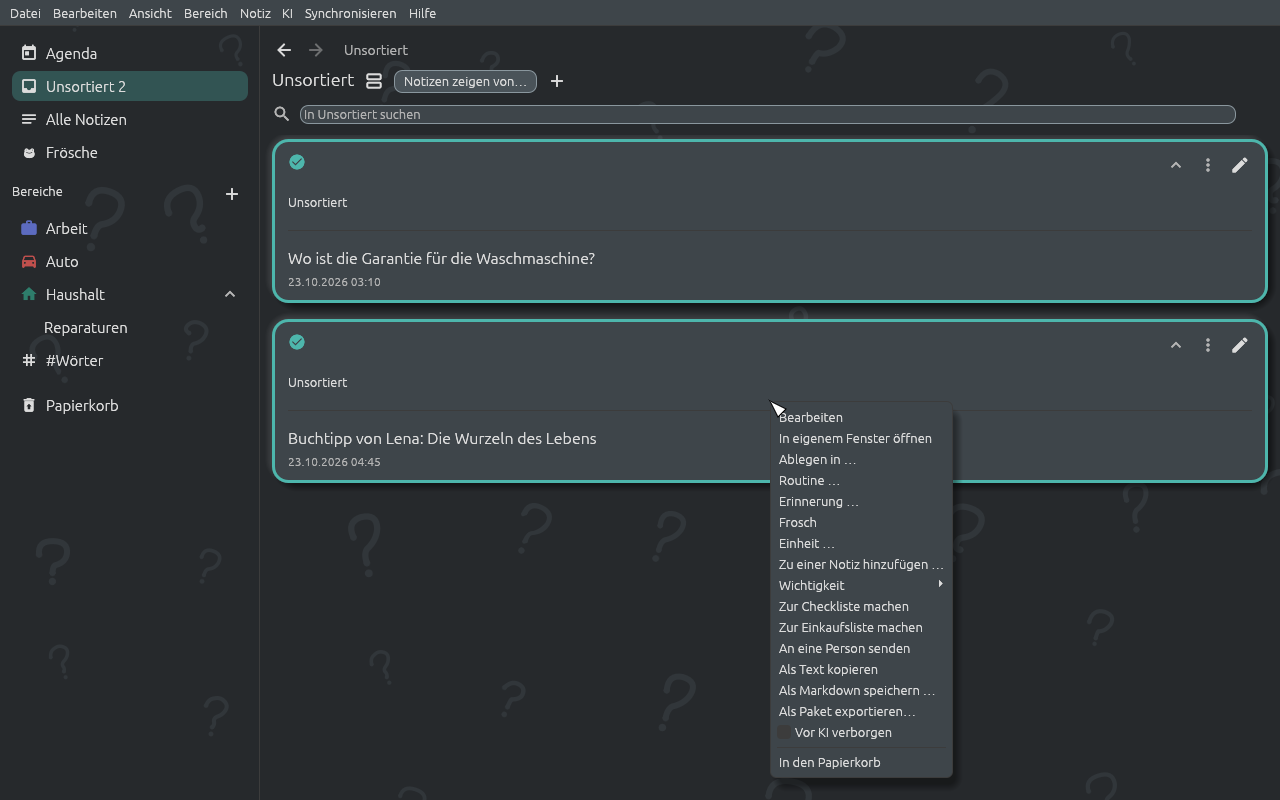 Datei Bearbeiten Ansicht Bereich Notiz KI Synchronisieren Hilfe
Agenda
Unsortiert 2
Alle Notizen
Frösche
Bereiche
Arbeit
Auto
Haushalt
Reparaturen
#Wörter
Papierkorb
Unsortiert
Unsortiert Notizen zeigen von…
In Unsortiert suchen
Unsortiert
Wo ist die Garantie für die Waschmaschine?
23.10.2026 03:10
Unsortiert
Buchtipp von Lena: Die Wurzeln des Lebens
23.10.2026 04:45
Bearbeiten
In eigenem Fenster öffnen
Ablegen in …
Routine …
Erinnerung …
Frosch
Einheit …
Zu einer Notiz hinzufügen …
Wichtigkeit
Zur Checkliste machen
Zur Einkaufsliste machen
An eine Person senden
Als Text kopieren
Als Markdown speichern …
Als Paket exportieren…
Vor KI verborgen
In den Papierkorb